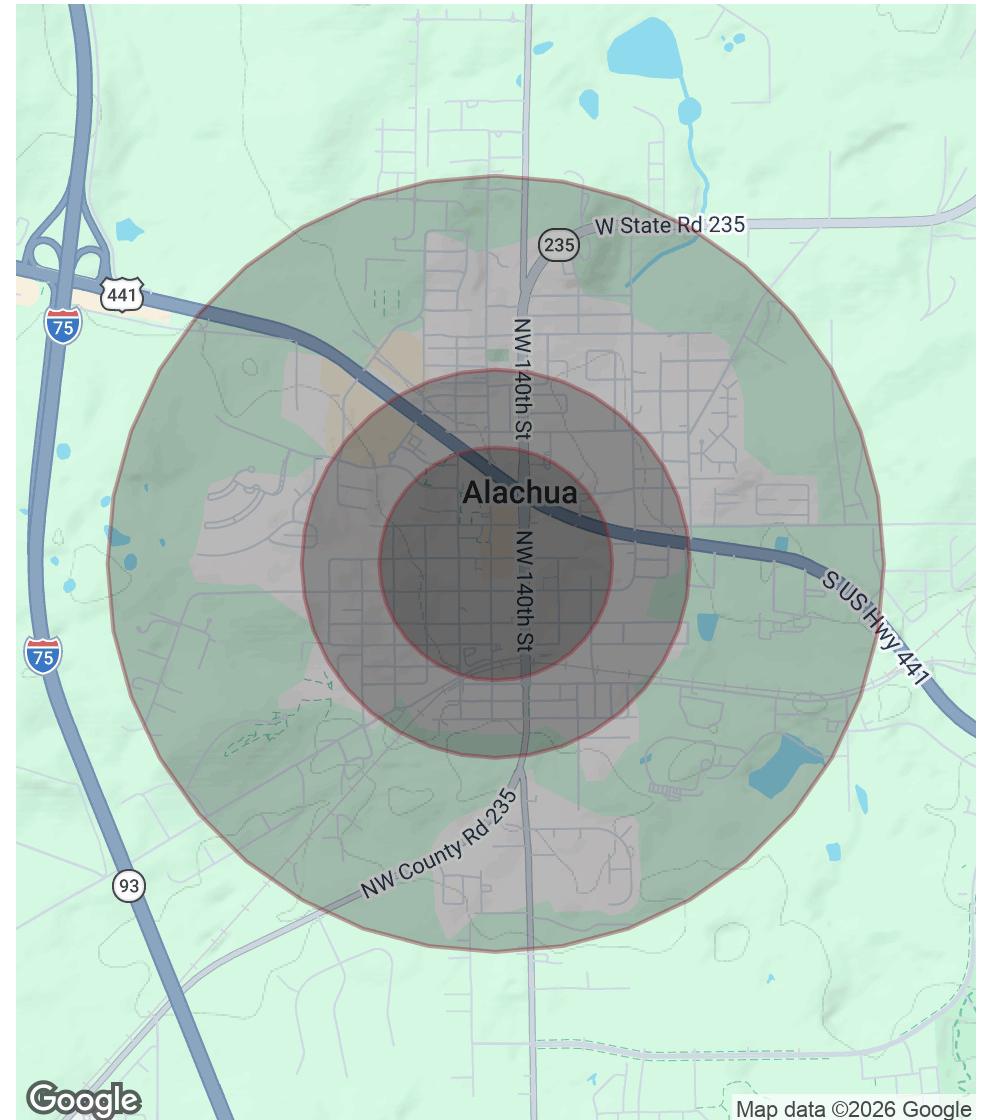 W State Rd 235
235
441
75
NW 140th St
Alachua
NW 140th St
S US Hwy 441
75
NW County Rd 235
93
Google
Map data ©2026 Google